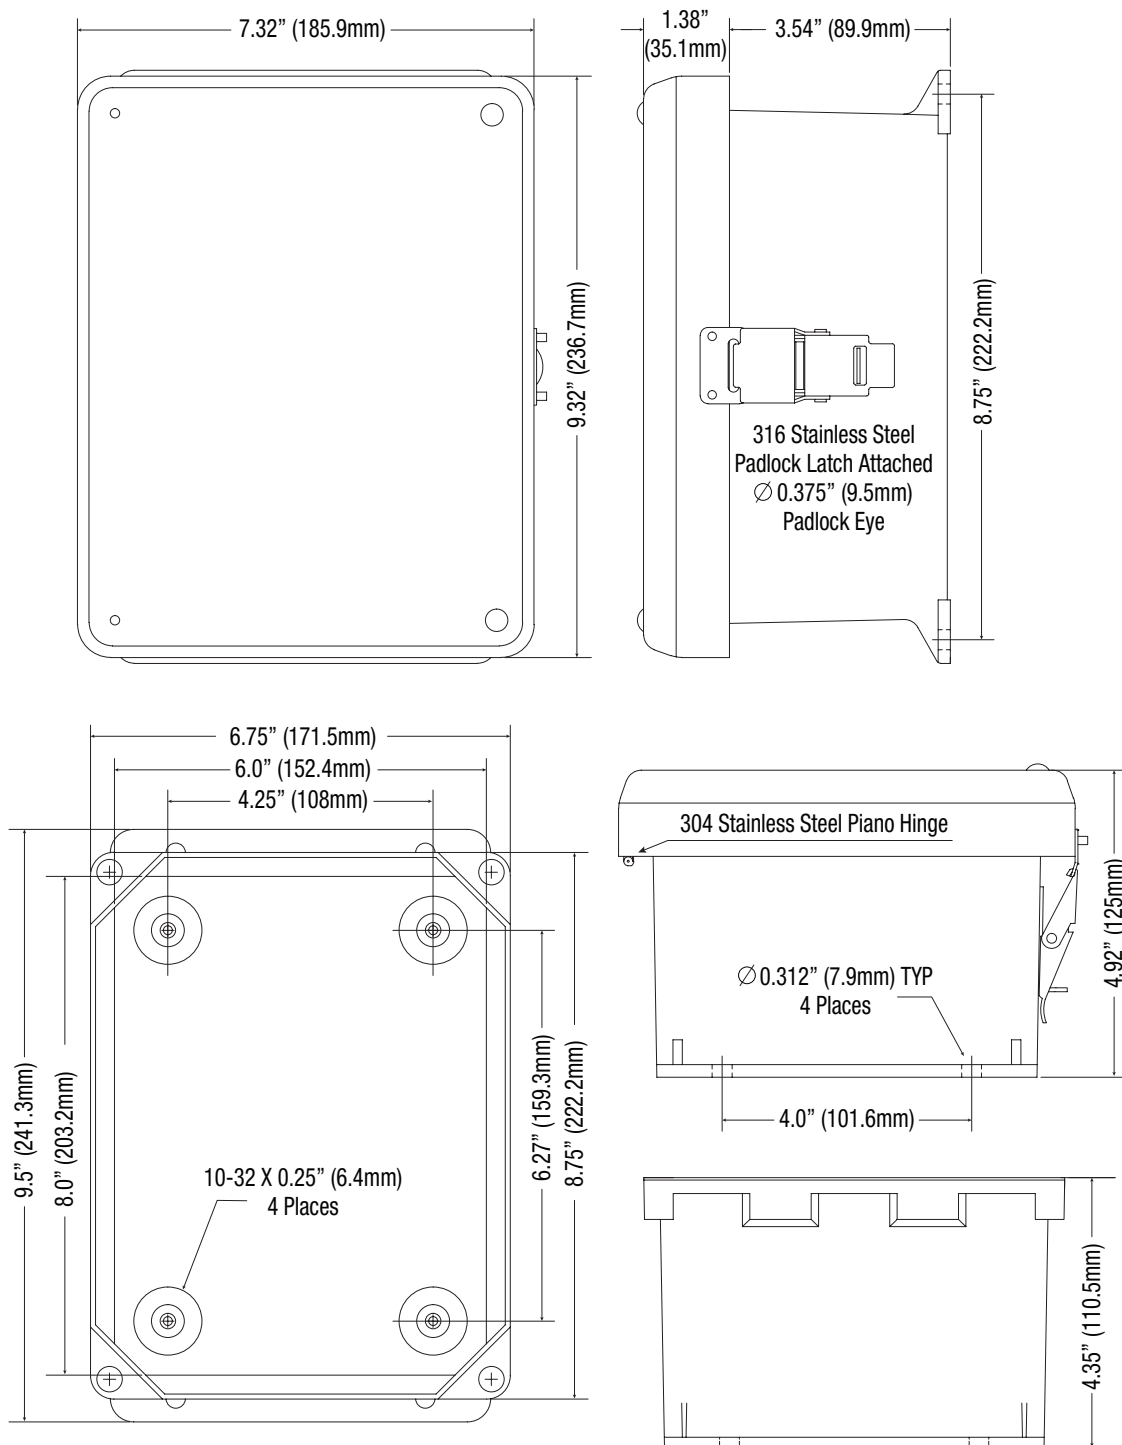 7.32” (185.9mm)
1.38”
(35.1mm)
3.54” (89.9mm)
9.32” (236.7mm)
8.75” (222.2mm)
316 Stainless Steel
Padlock Latch Attached
∅ 0.375” (9.5mm)
Padlock Eye
6.75” (171.5mm)
6.0” (152.4mm)
4.25” (108mm)
9.5” (241.3mm)
8.0” (203.2mm)
10-32 X 0.25” (6.4mm)
4 Places
6.27” (159.3mm)
8.75” (222.2mm)
304 Stainless Steel Piano Hinge
∅ 0.312” (7.9mm) TYP
4 Places
4.92” (125mm)
4.0” (101.6mm)
4.35” (110.5mm)